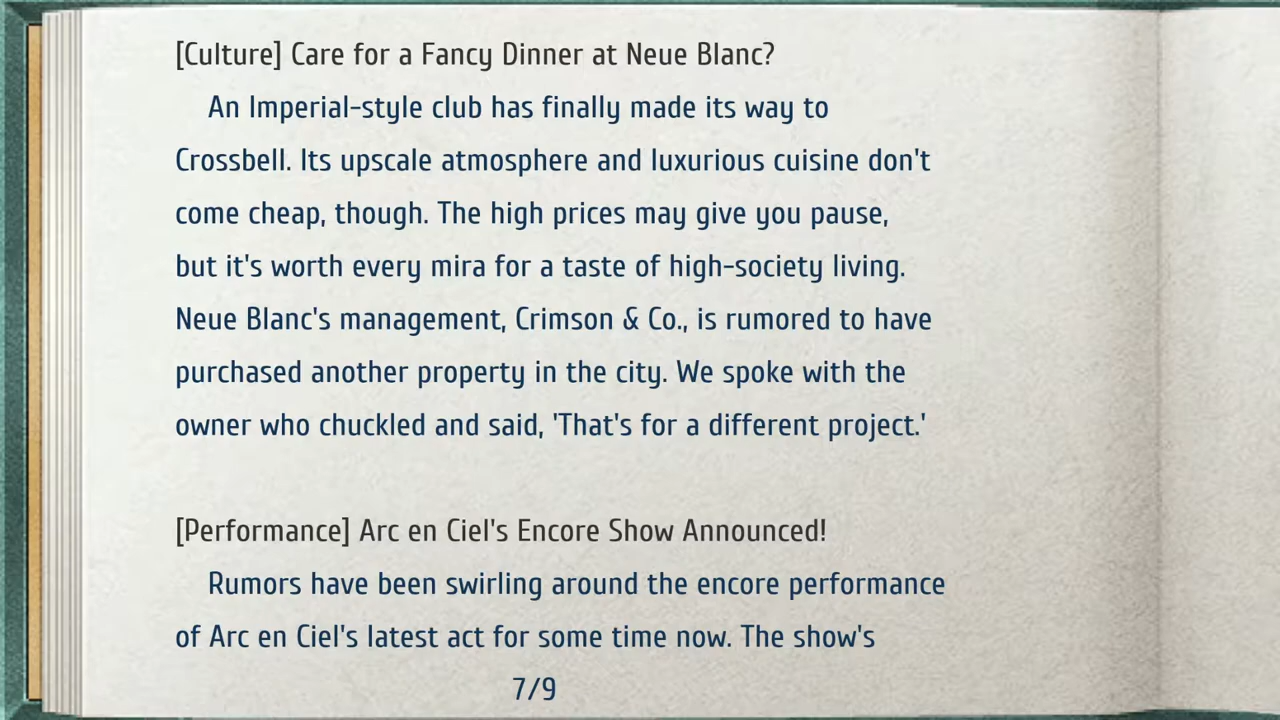 [Culture] Care for a Fancy Dinner at Neue Blanc?
An Imperial-style club has finally made its way to
Crossbell. Its upscale atmosphere and luxurious cuisine don't
come cheap, though. The high prices may give you pause,
but it's worth every mira for a taste of high-society living.
Neue Blanc's management, Crimson & Co., is rumored to have
purchased another property in the city. We spoke with the
owner who chuckled and said, 'That's for a different project.'
[Performance] Arc en Ciel's Encore Show Announced!
Rumors have been swirling around the encore performance
of Arc en Ciel's latest act for some time now. The show's
7/9